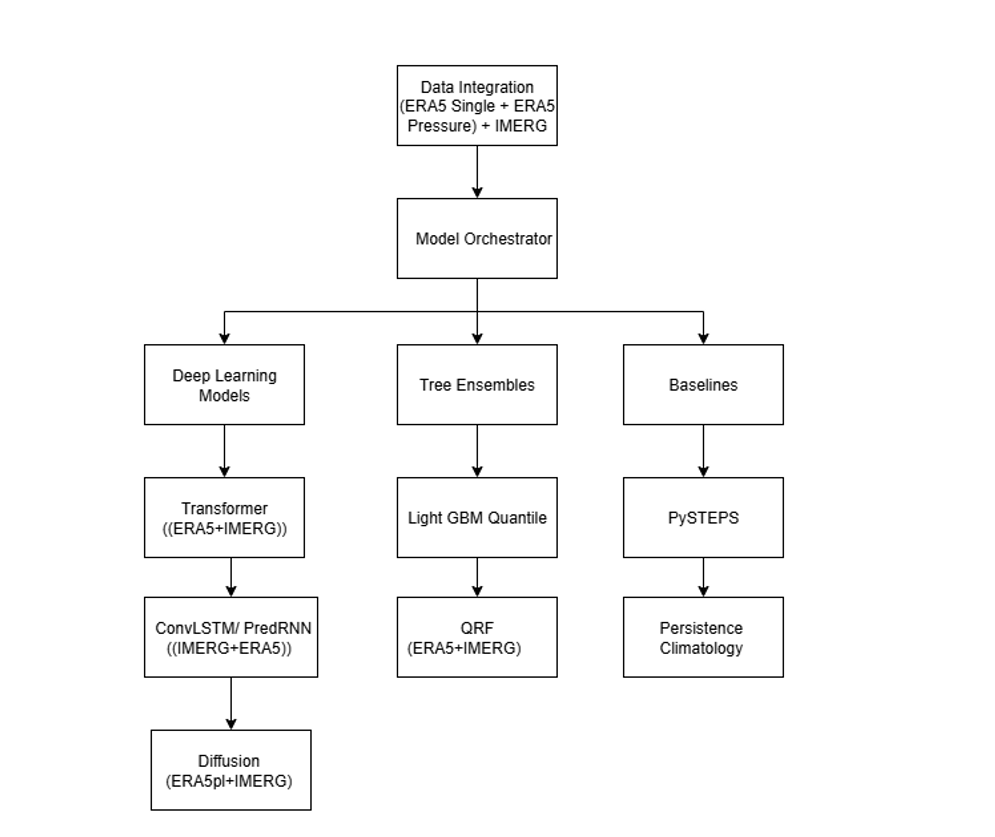 Data Integration
(ERA5 Single + ERA5
Pressure) + IMERG
Model Orchestrator
Deep Learning
Models
Tree Ensembles
Baselines
Transformer
((ERA5+IMERG))
Light GBM Quantile
PySTEPS
ConvLSTM/ PredRNN
((IMERG+ERA5))
QRF
(ERA5+IMERG)
Persistence
Climatology
Diffusion
(ERA5pl+IMERG)